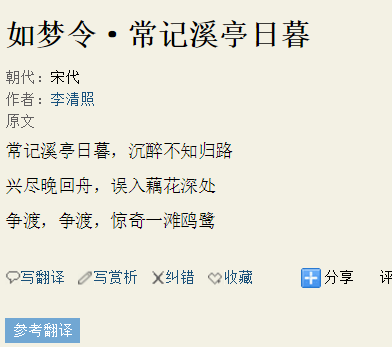 如梦令·常记溪亭日暮
朝代：宋代
作者：李清照
原文
常记溪亭日暮，沉醉不知归路
兴尽晚回舟，误入藕花深处
争渡，争渡，惊奇一滩鸥鹭
写翻译 写赏析 纠错 收藏 分享 评
参考翻译